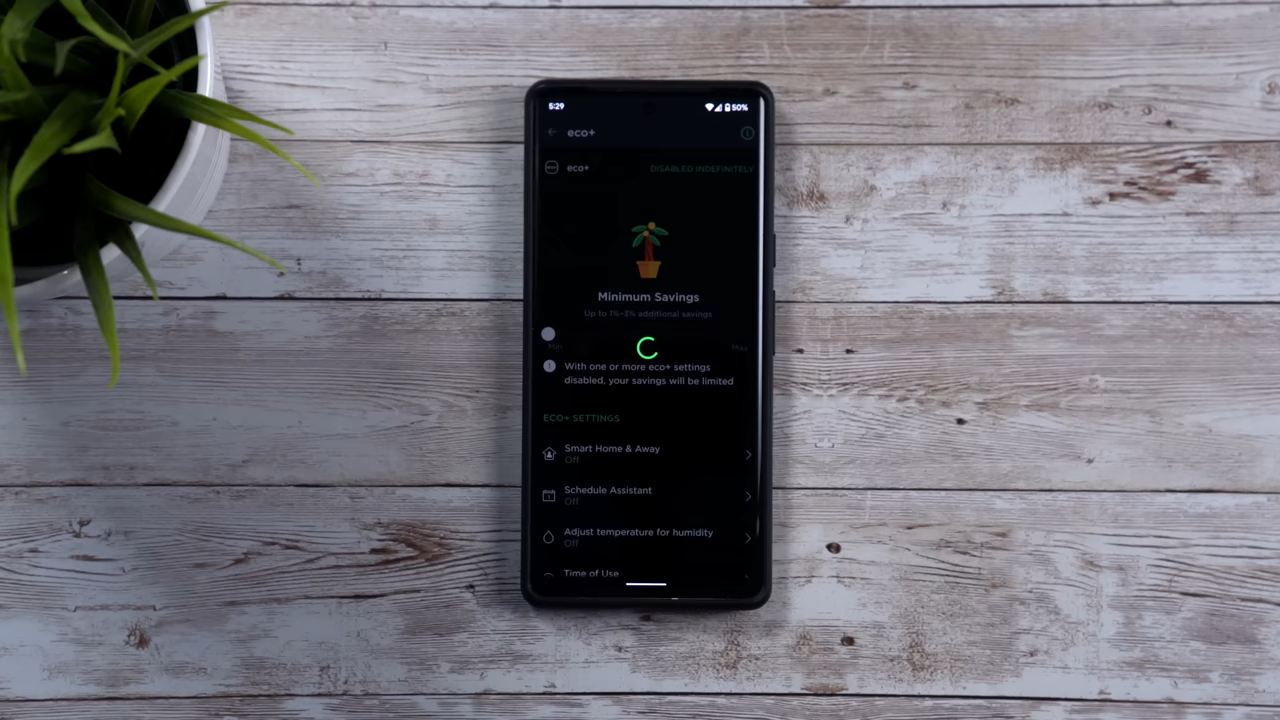 5:29
50%
eco+
eco+
DISABLED INDEFINITELY
Minimum Savings
Up to 1%-3% additional savings
Min
Max
With one or more eco+ settings
disabled, your savings will be limited
ECO+ SETTINGS
Smart Home & Away
Off
Schedule Assistant
Off
Adjust temperature for humidity
Off
Time of Use